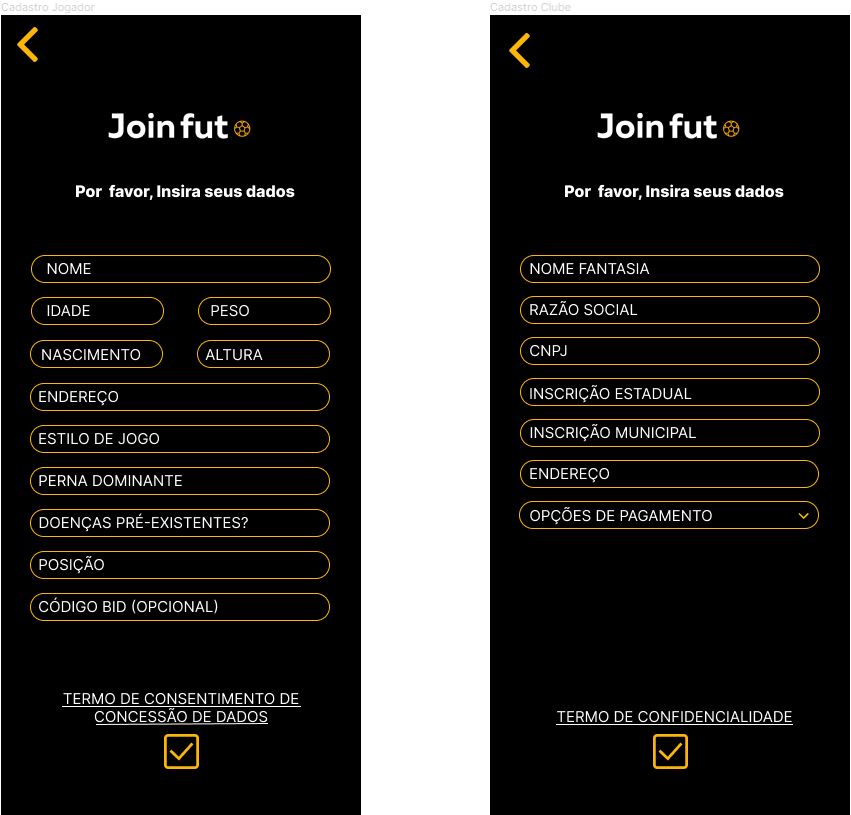 Cadastro Jogador
Join fut
Por favor, Insira seus dados
NOME
IDADE
PESO
NASCIMENTO
ALTURA
ENDEREÇO
ESTILO DE JOGO
PERNA DOMINANTE
DOENÇAS PRÉ-EXISTENTES?
POSIÇÃO
CÓDIGO BID (OPCIONAL)
TERMO DE CONSENTIMENTO DE
CONCESSÃO DE DADOS
Cadastro Clube
Join fut
Por favor, Insira seus dados
NOME FANTASIA
RAZÃO SOCIAL
CNPJ
INSCRIÇÃO ESTADUAL
INSCRIÇÃO MUNICIPAL
ENDEREÇO
OPÇÕES DE PAGAMENTO
TERMO DE CONFIDENCIALIDADE